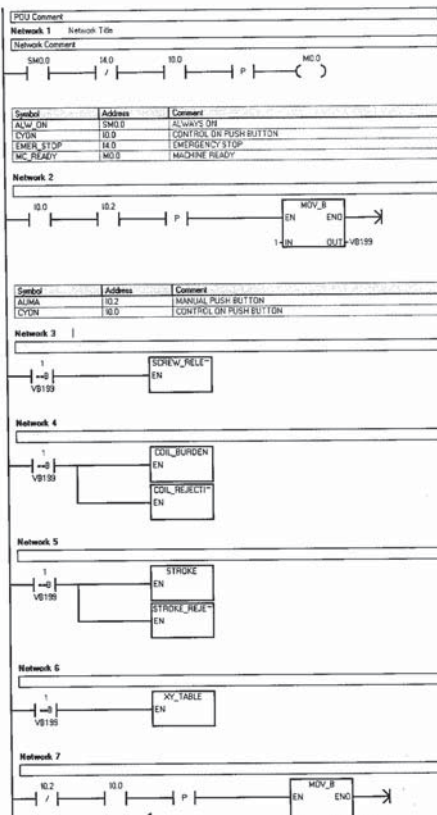 POU Comment
Network 1 Network Title
Network Comment
SM0.0 I4.0 I0.0 M0.0
/ P
Symbol Address Comment
ALW_ON SM0.0 ALWAYS ON
CYON I0.0 CONTROL ON PUSH BUTTON
EMER_STOP I4.0 EMERGENCY STOP
MC_READY M0.0 MACHINE READY
Network 2
I0.0 I0.2 P MOV_B
EN ENO
1 IN OUT VB199
Symbol Address Comment
AUMA I0.2 MANUAL PUSH BUTTON
CYON I0.0 CONTROL ON PUSH BUTTON
Network 3
1 SCREW_RELE~
==B EN
VB199
Network 4
1 COIL_BURDEN
==B EN
VB199 COIL_REJECTI~
EN
Network 5
1 STROKE
==B EN
VB199 STROKE_REJE~
EN
Network 6
1 XY_TABLE
==B EN
VB199
Network 7
I0.2 I0.0 MOV_B
/ P EN ENO